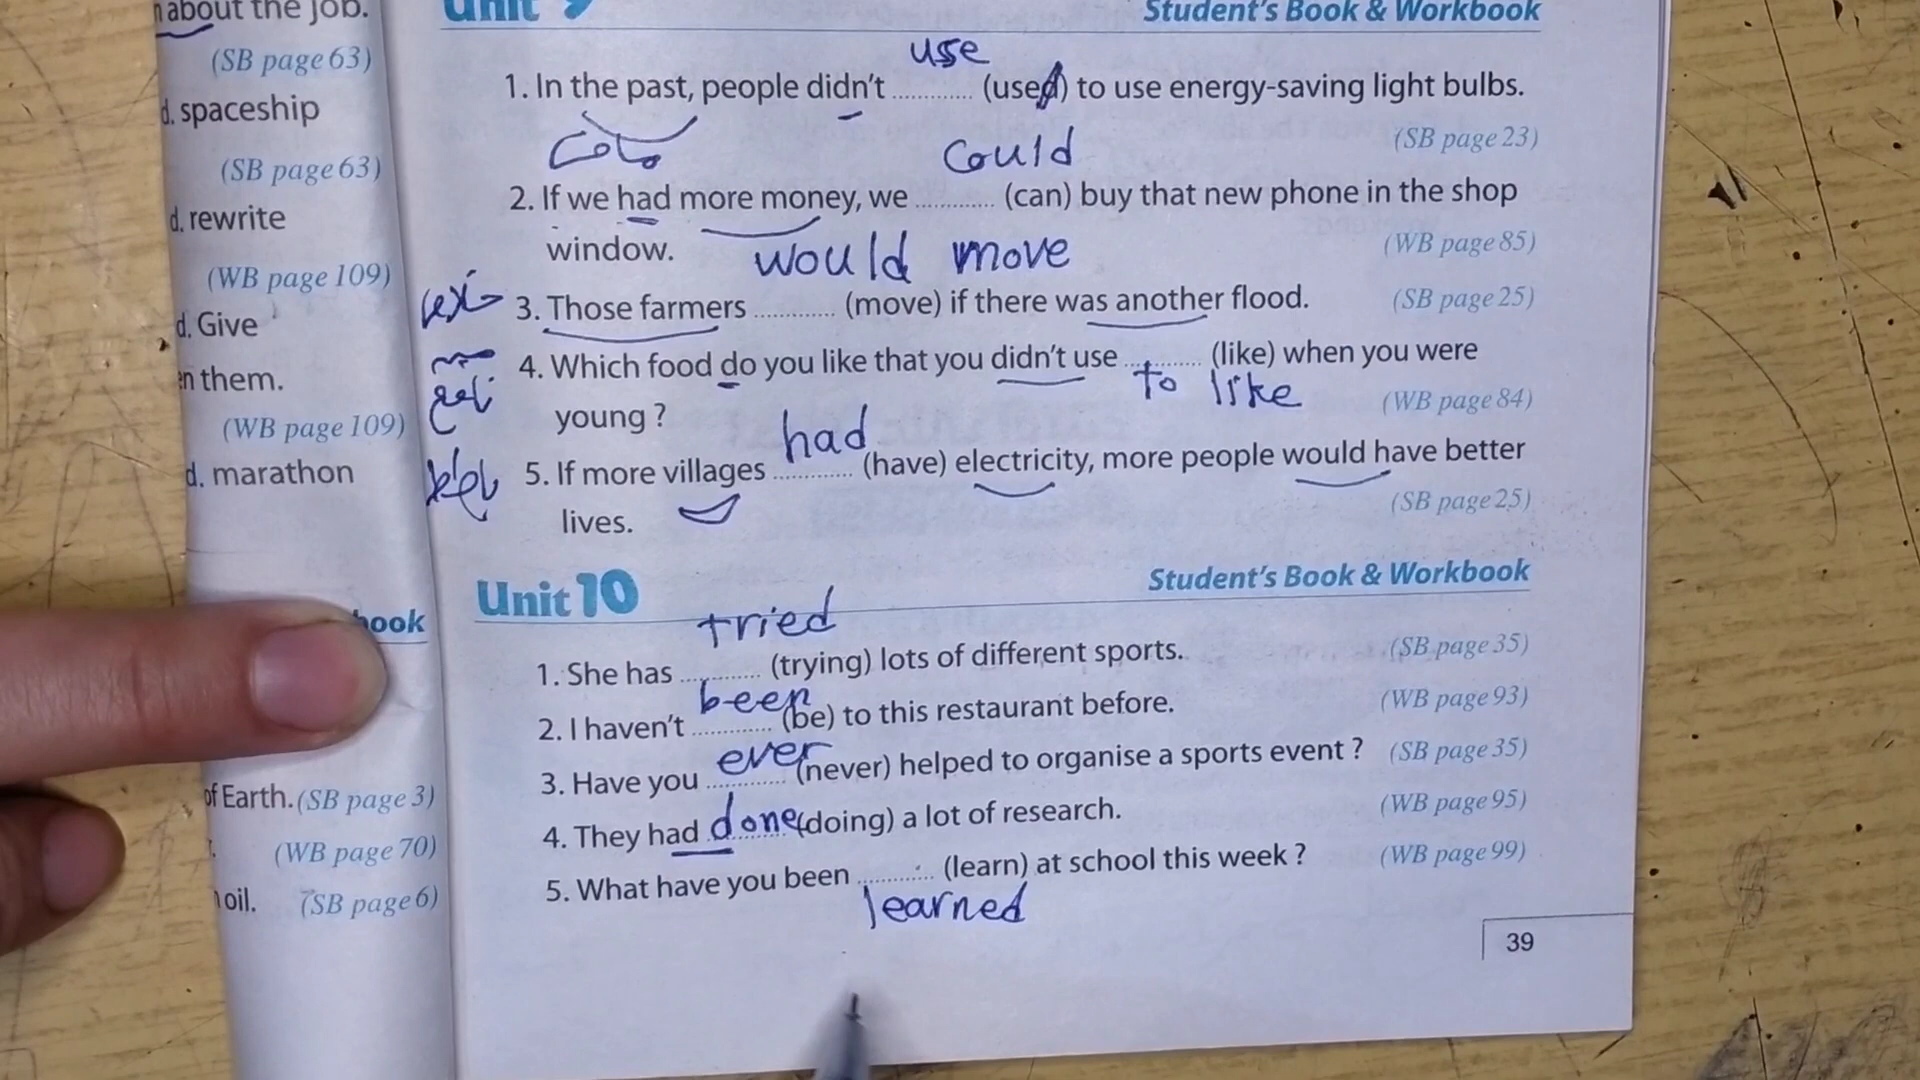 about the job.
(SB page 63)
d. spaceship
(SB page 63)
d. rewrite
(WB page 109)
d. Give
them.
(WB page 109)
d. marathon
ook
of Earth. (SB page 3)
(WB page 70)
oil. (SB page 6)
Unit 9 Student's Book & Workbook
use
1. In the past, people didn't ............ (used) to use energy-saving light bulbs.
(SB page 23)
could
2. If we had more money, we ............ (can) buy that new phone in the shop
window. (WB page 85)
would move
3. Those farmers ............ (move) if there was another flood. (SB page 25)
4. Which food do you like that you didn't use ............ (like) when you were
to like
young ? (WB page 84)
had
5. If more villages ............ (have) electricity, more people would have better
lives. (SB page 25)
Unit 10 Student's Book & Workbook
tried
1. She has ............ (trying) lots of different sports. (SB page 35)
been
2. I haven't ............ (be) to this restaurant before. (WB page 93)
ever
3. Have you ............ (never) helped to organise a sports event ? (SB page 35)
4. They had done (doing) a lot of research. (WB page 95)
5. What have you been ............ (learn) at school this week ? (WB page 99)
learned
39